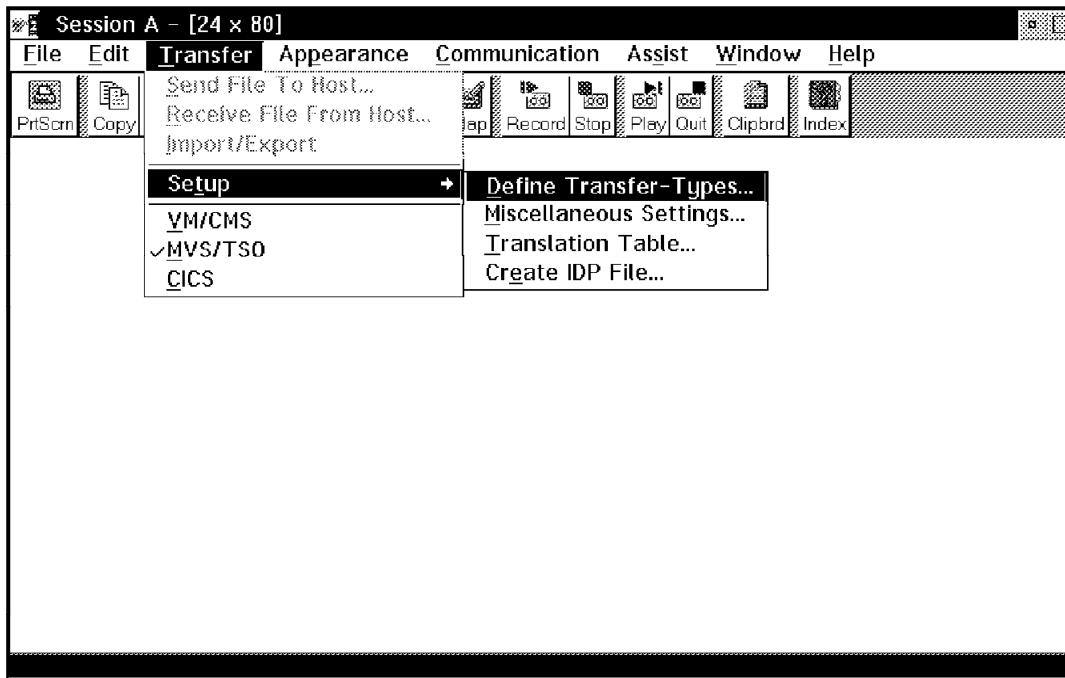 Session A - [24 x 80]
File Edit Transfer Appearance Communication Assist Window Help
Send File To Host...
Receive File From Host...
Import/Export
Setup
VM/CMS
MVS/TSO
CICS
Define Transfer-Types...
Miscellaneous Settings...
Translation Table...
Create IDP File...
PrtScrn Copy Record Stop Play Quit Clipbrd Index